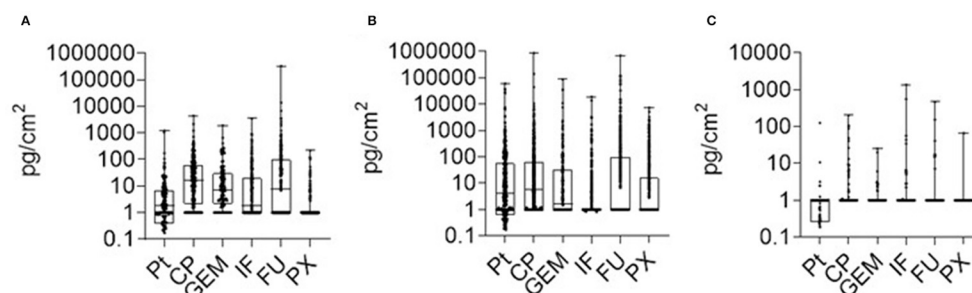 A
pg/cm2
1000000
100000
10000
1000
100
10
1
0.1
Pt
CP
GEM
IF
FU
PX
B
pg/cm2
1000000
100000
10000
1000
100
10
1
0.1
Pt
CP
GEM
IF
FU
PX
C
pg/cm2
10000
1000
100
10
1
0.1
Pt
CP
GEM
IF
FU
PX